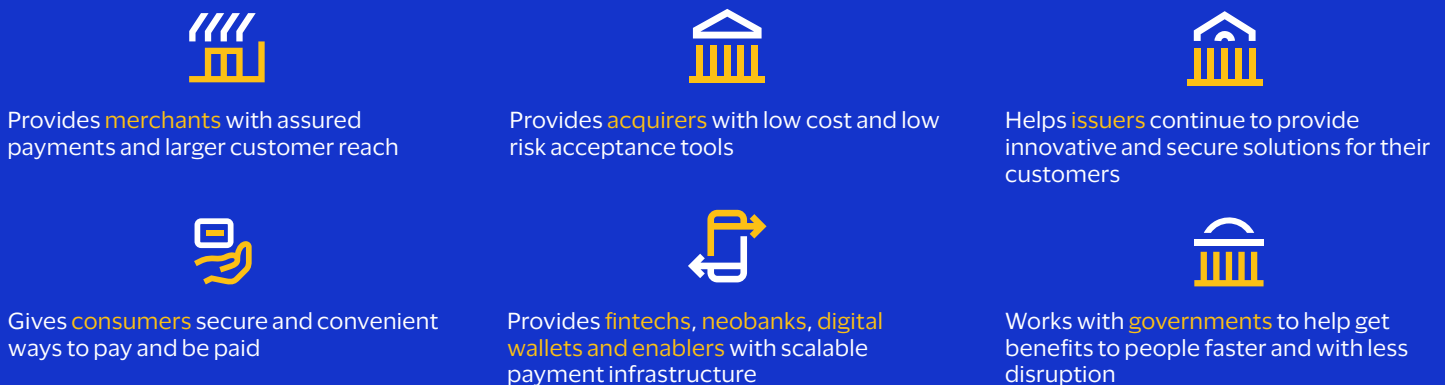 Provides merchants with assured
payments and larger customer reach
Provides acquirers with low cost and low
risk acceptance tools
Helps issuers continue to provide
innovative and secure solutions for their
customers
Gives consumers secure and convenient
ways to pay and be paid
Provides fintechs, neobanks, digital
wallets and enablers with scalable
payment infrastructure
Works with governments to help get
benefits to people faster and with less
disruption